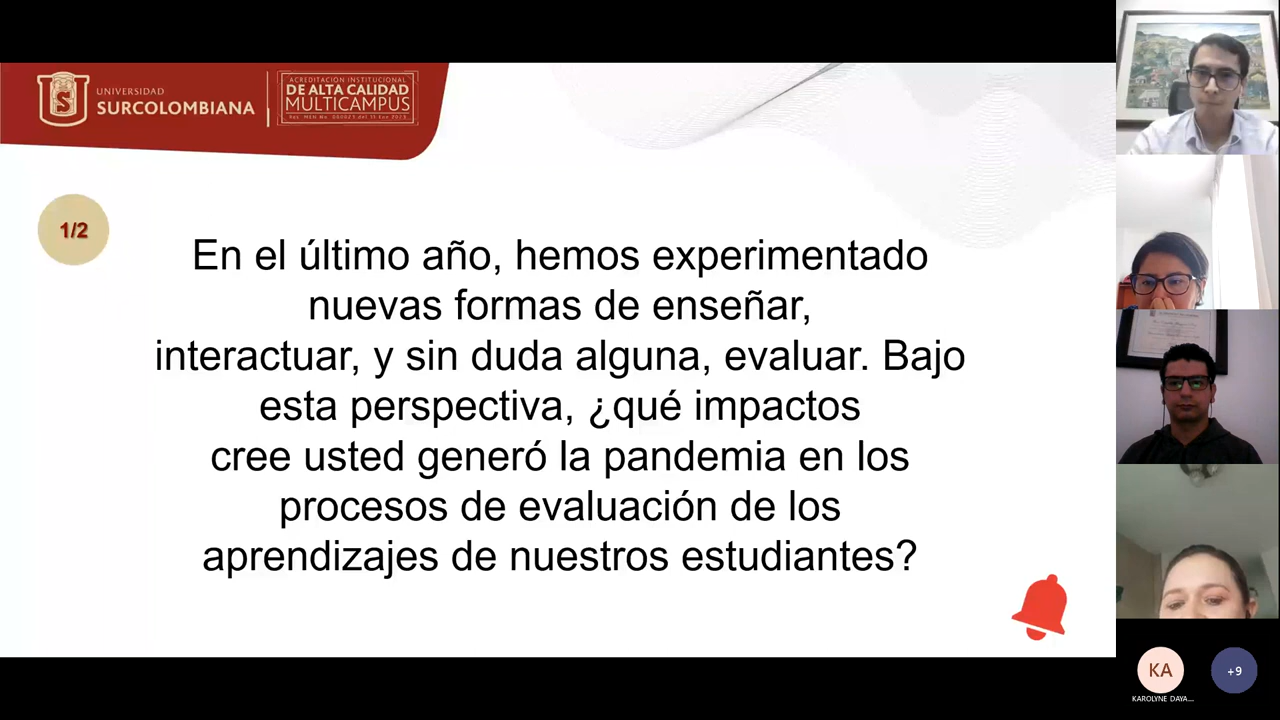 UNIVERSIDAD
SURCOLOMBIANA
ACREDITACIÓN INSTITUCIONAL
DE ALTA CALIDAD
MULTICAMPUS
1/2
En el último año, hemos experimentado
nuevas formas de enseñar,
interactuar, y sin duda alguna, evaluar. Bajo
esta perspectiva, ¿qué impactos
cree usted generó la pandemia en los
procesos de evaluación de los
aprendizajes de nuestros estudiantes?
KA
+9
KAROLYNE DAYA...